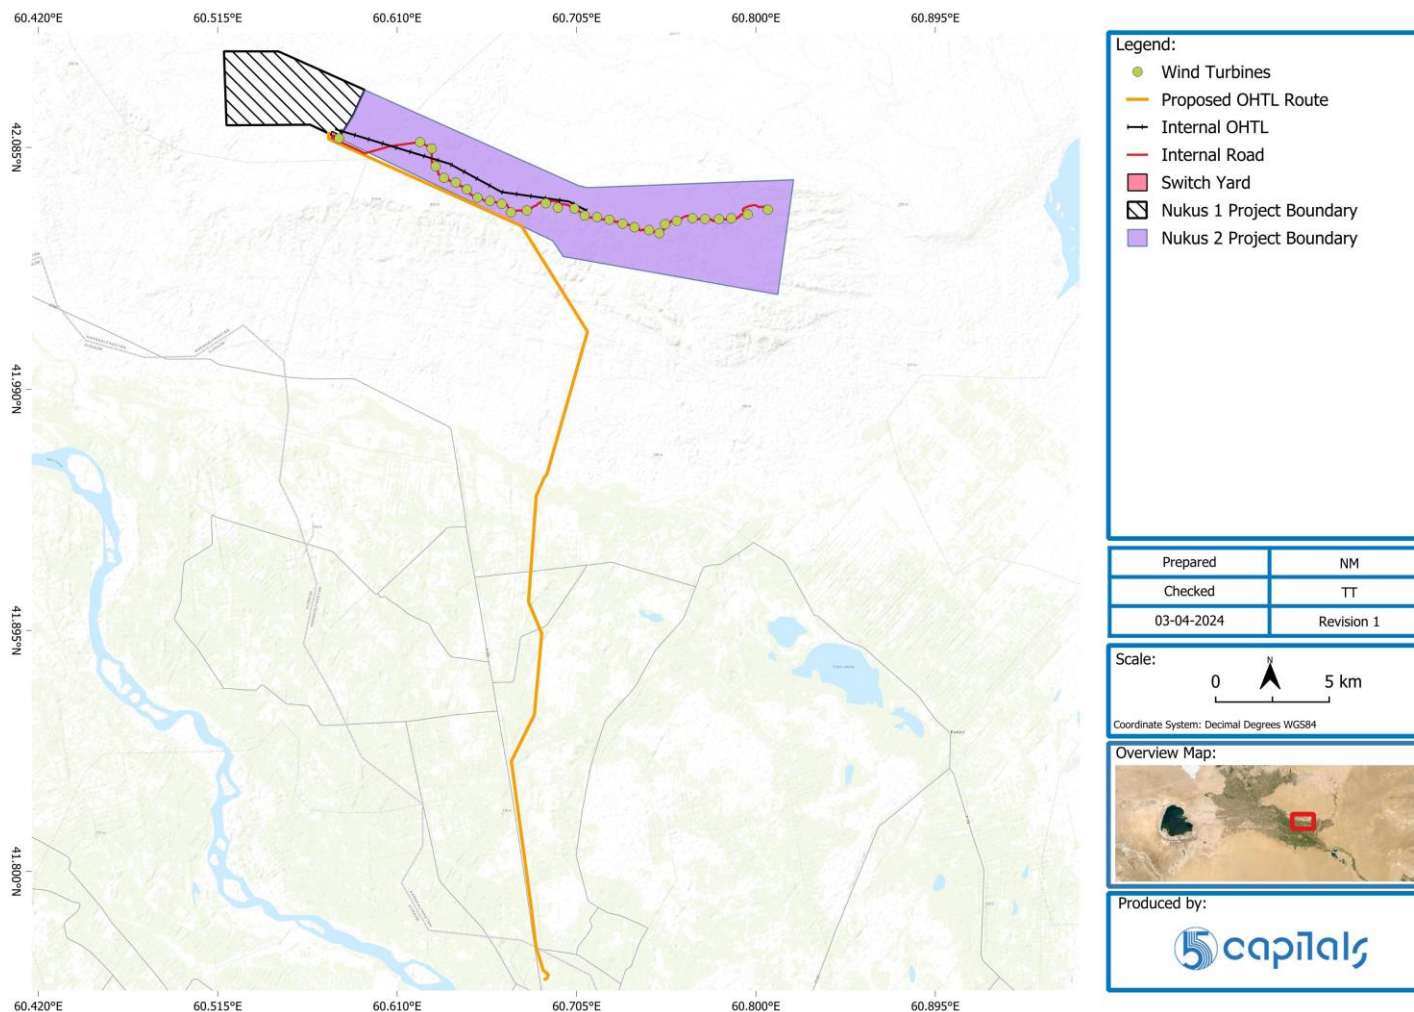 60.420°E 60.515°E 60.610°E 60.705°E 60.800°E 60.895°E
42.085°N
41.990°N
41.895°N
41.800°N
60.420°E 60.515°E 60.610°E 60.705°E 60.800°E 60.895°E
Legend:
Wind Turbines
Proposed OHTL Route
Internal OHTL
Internal Road
Switch Yard
Nukus 1 Project Boundary
Nukus 2 Project Boundary
Prepared NM
Checked TT
03-04-2024 Revision 1
Scale:
N
0 5 km
Coordinate System: Decimal Degrees WGS84
Overview Map:
Produced by:
5 capitals